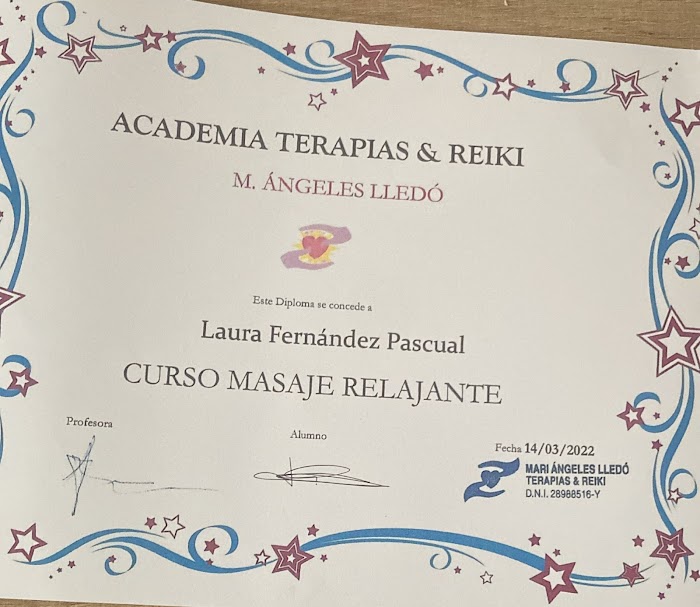 ACADEMIA TERAPIAS & REIKI
M. ÁNGELES LLEDÓ
Este Diploma se concede a
Laura Fernández Pascual
CURSO MASAJE RELAJANTE
Profesora
Alumno
Fecha 14/03/2022
MARI ÁNGELES LLEDÓ
TERAPIAS & REIKI
D.N.I. 28988516-Y